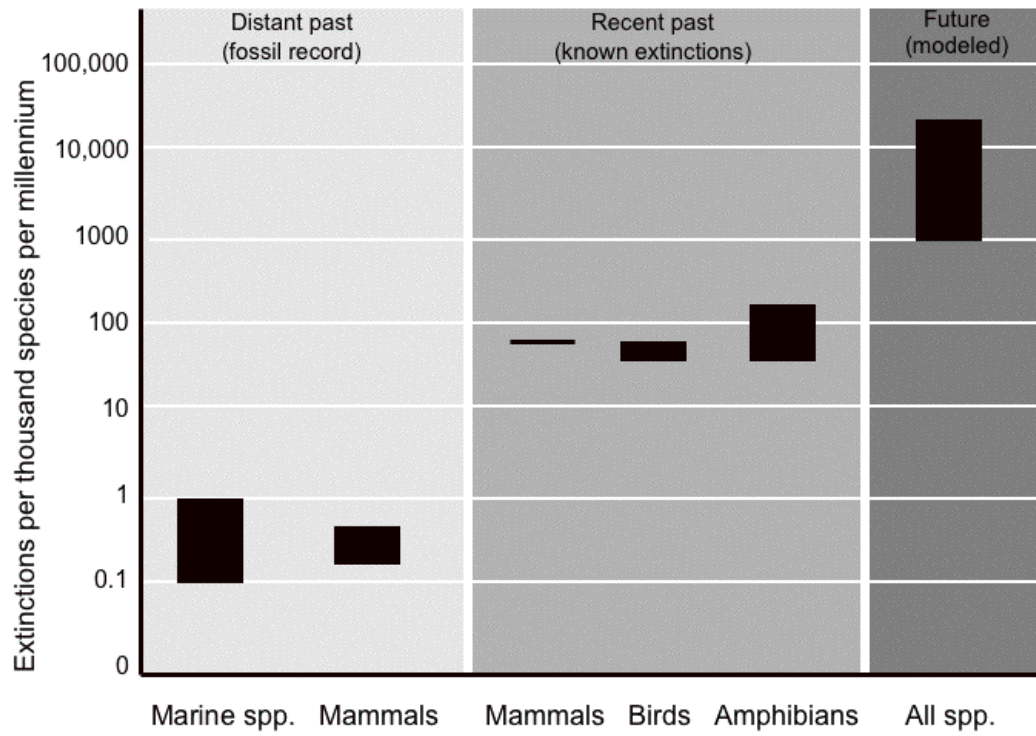 Distant past
(fossil record)
Recent past
(known extinctions)
Future
(modeled)
Extinctions per thousand species per millennium
100,000
10,000
1000
100
10
1
0.1
0
Marine spp. Mammals Mammals Birds Amphibians All spp.